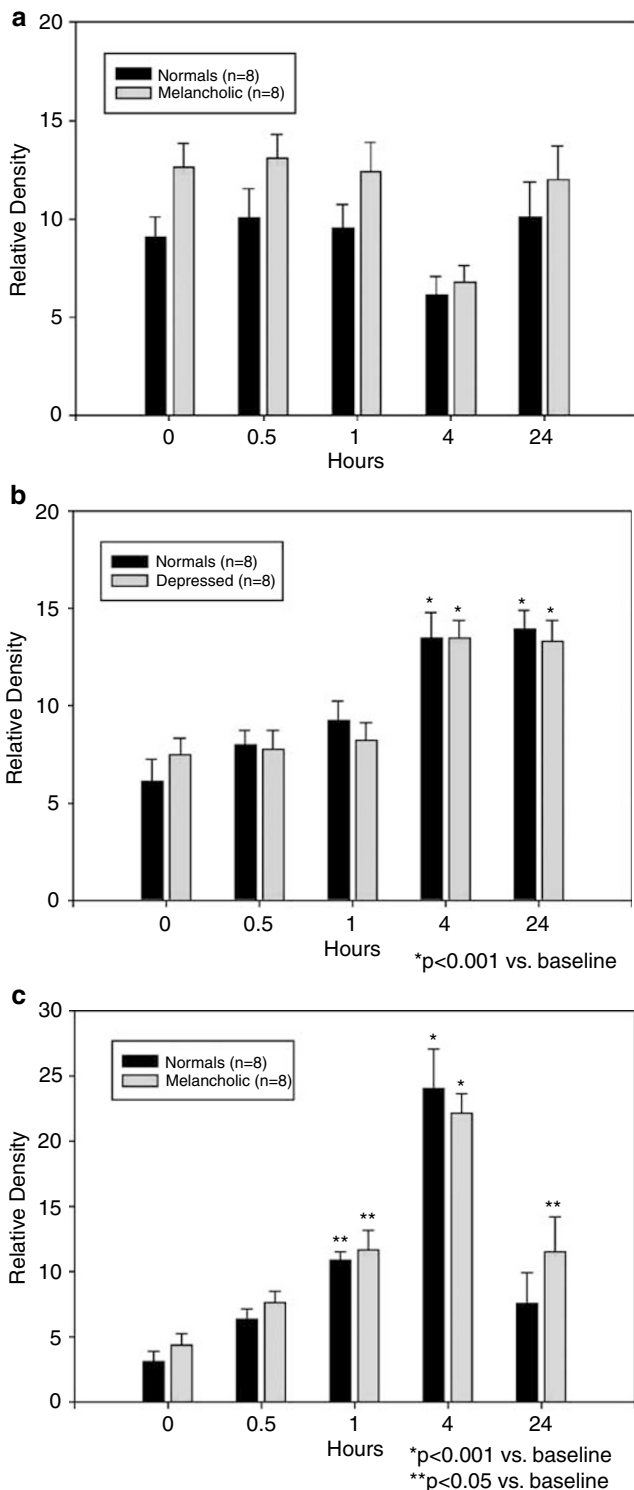 a
20
Normals (n=8)
Melancholic (n=8)
15
10
5
0
Relative Density
0 0.5 1 4 24
Hours
b
20
Normals (n=8)
Depressed (n=8)
* * * *
15
10
5
0
Relative Density
0 0.5 1 4 24
Hours
*p<0.001 vs. baseline
c
30
Normals (n=8)
Melancholic (n=8)
* *
25
20
15
** ** **
10
5
0
Relative Density
0 0.5 1 4 24
Hours
*p<0.001 vs. baseline
**p<0.05 vs. baseline